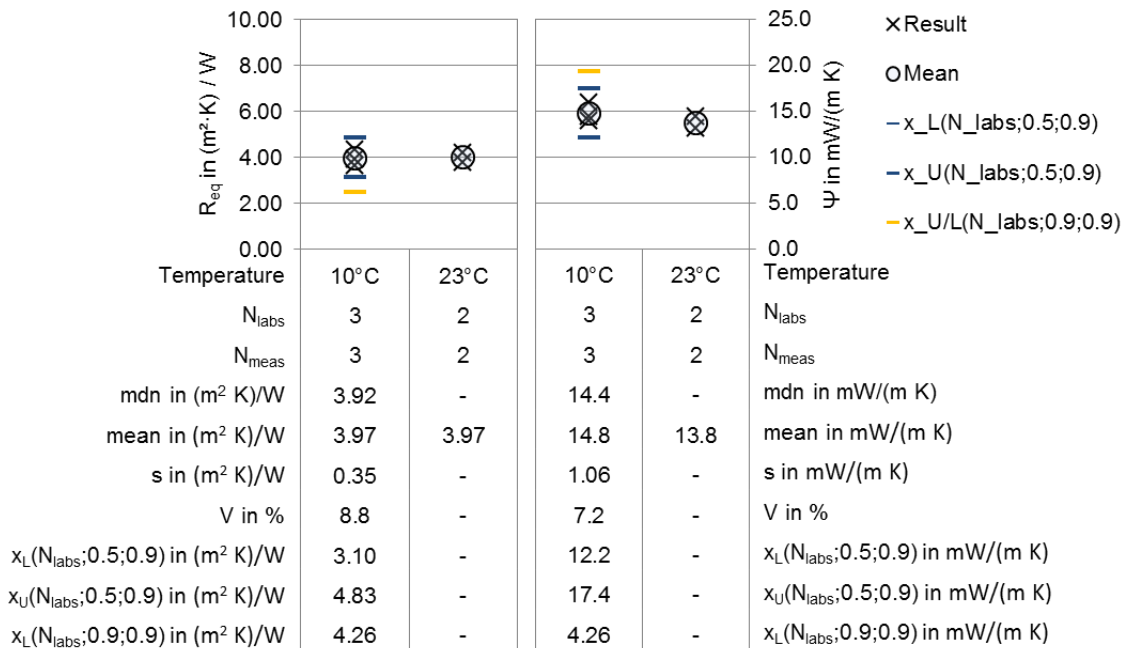 10.00
8.00
6.00
4.00
2.00
0.00
R_eq in (m²·K) / W
25.0
20.0
15.0
10.0
5.0
0.0
Ψ in mW/(m K)
Result
Mean
x_L(N_labs;0.5;0.9)
x_U(N_labs;0.5;0.9)
x_U/L(N_labs;0.9;0.9)
Temperature 10°C 23°C 10°C 23°C Temperature
N_labs 3 2 3 2 N_labs
N_meas 3 2 3 2 N_meas
mdn in (m² K)/W 3.92 - 14.4 - mdn in mW/(m K)
mean in (m² K)/W 3.97 3.97 14.8 13.8 mean in mW/(m K)
s in (m² K)/W 0.35 - 1.06 - s in mW/(m K)
V in % 8.8 - 7.2 - V in %
x_L(N_labs;0.5;0.9) in (m² K)/W 3.10 - 12.2 - x_L(N_labs;0.5;0.9) in mW/(m K)
x_U(N_labs;0.5;0.9) in (m² K)/W 4.83 - 17.4 - x_U(N_labs;0.5;0.9) in mW/(m K)
x_L(N_labs;0.9;0.9) in (m² K)/W 4.26 - 4.26 - x_L(N_labs;0.9;0.9) in mW/(m K)